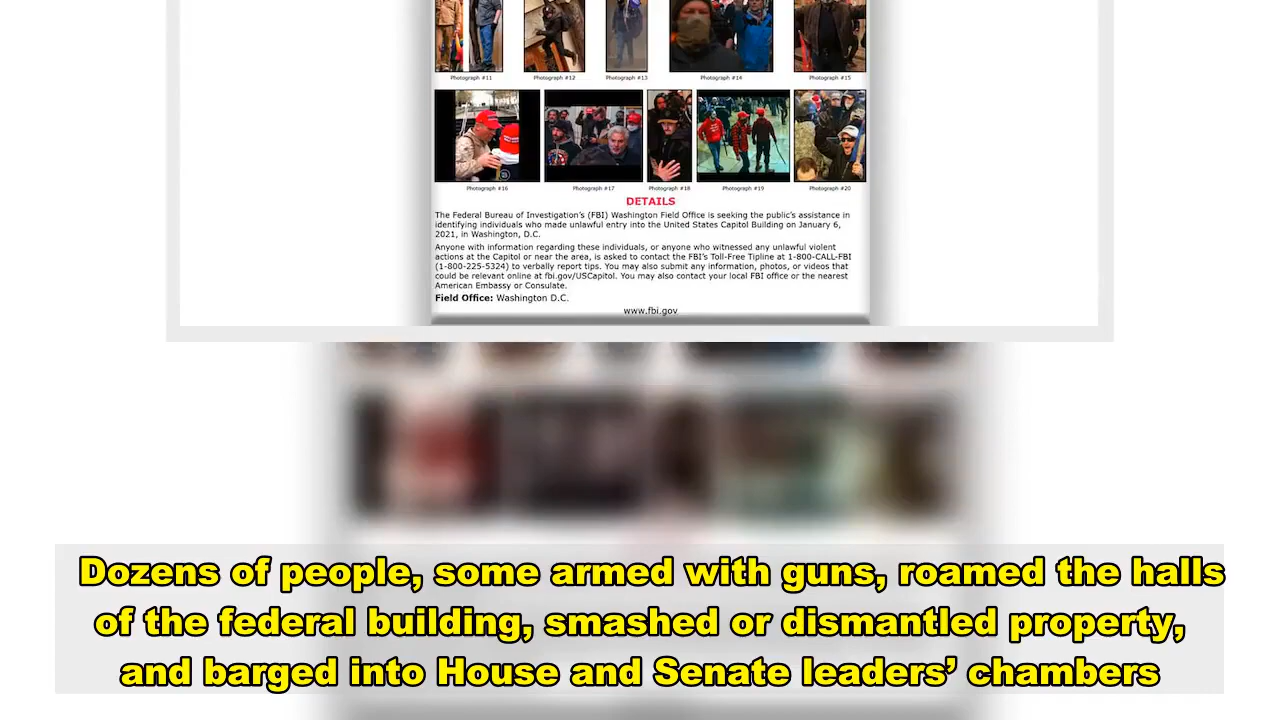 Photograph #11
Photograph #12
Photograph #13
Photograph #14
Photograph #15
Photograph #16
Photograph #17
Photograph #18
Photograph #19
Photograph #20
DETAILS
The Federal Bureau of Investigation's (FBI) Washington Field Office is seeking the public's assistance in
identifying individuals who made unlawful entry into the United States Capitol Building on January 6,
2021, in Washington, D.C.
Anyone with information regarding these individuals, or anyone who witnessed any unlawful violent
actions at the Capitol or near the area, is asked to contact the FBI's Toll-Free Tipline at 1-800-CALL-FBI
(1-800-225-5324) to verbally report tips. You may also submit any information, photos, or videos that
could be relevant online at fbi.gov/USCapitol. You may also contact your local FBI office or the nearest
American Embassy or Consulate.
Field Office: Washington D.C.
www.fbi.gov
Dozens of people, some armed with guns, roamed the halls
of the federal building, smashed or dismantled property,
and barged into House and Senate leaders’ chambers